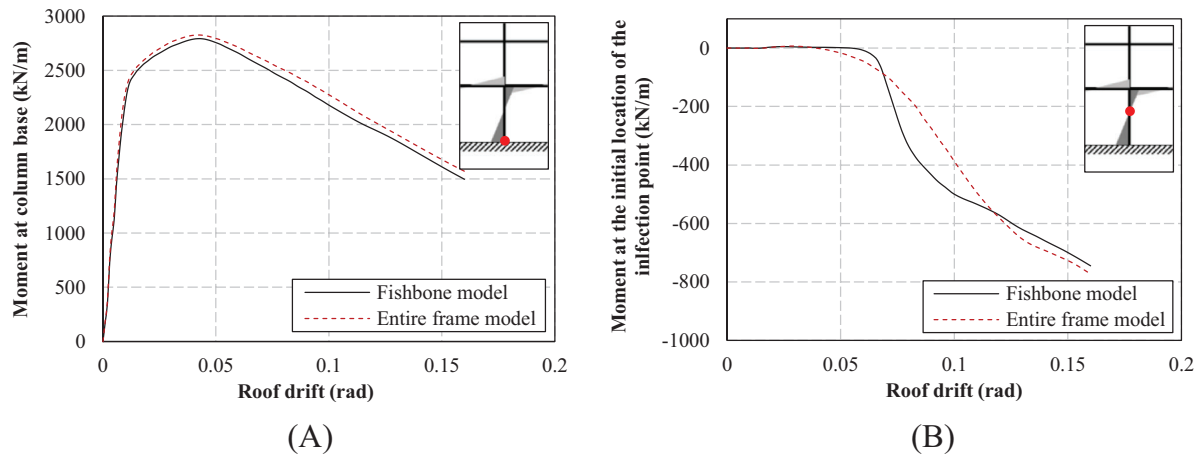 Moment at column base (kN/m)
3000
2500
2000
1500
1000
500
0
0
0.05
0.1
0.15
0.2
Roof drift (rad)
Fishbone model
Entire frame model
(A)
Moment at the initial location of the
inlfection point (kN/m)
0
-200
-400
-600
-800
-1000
0
0.05
0.1
0.15
0.2
Roof drift (rad)
Fishbone model
Entire frame model
(B)